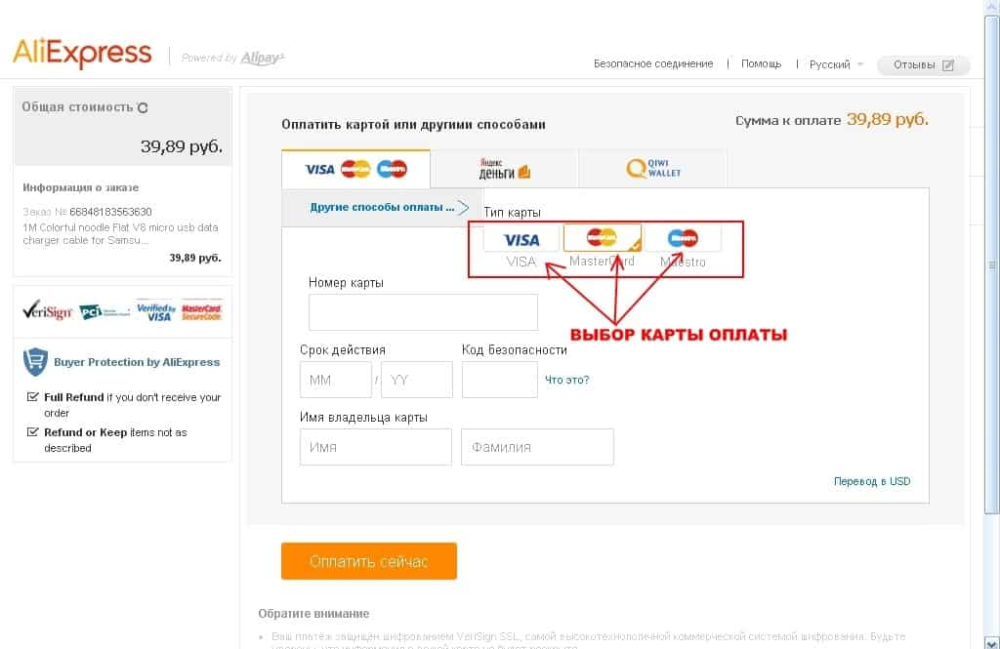 AliExpress
Powered by Alipay
Безопасное соединение | Помощь | Русский
Отзывы
Общая стоимость
39,89 руб.
Информация о заказе
Заказ № 66848183563630
1M Colorful noodle Flat V8 micro usb data
charger cable for Samsu...
39,89 руб.
VeriSign
PCI
Verified by
VISA
MasterCard.
SecureCode.
Buyer Protection by AliExpress
Full Refund if you don't receive your
order
Refund or Keep items not as
described
Оплатить картой или другими способами
Сумма к оплате 39,89 руб.
VISA MasterCard Maestro
Яндекс
ДЕНЬГИ
QIWI
WALLET
Другие способы оплаты ...
Тип карты
VISA MasterCard Maestro
VISA MasterCard Maestro
ВЫБОР КАРТЫ ОПЛАТЫ
Номер карты
Срок действия
Код безопасности
MM / YY
Что это?
Имя владельца карты
Имя
Фамилия
Перевод в USD
Оплатить сейчас
Обратите внимание
Ваш платёж защищён шифрованием VeriSign SSL, самой высокотехнологичной коммерческой системой шифрования. Будьте